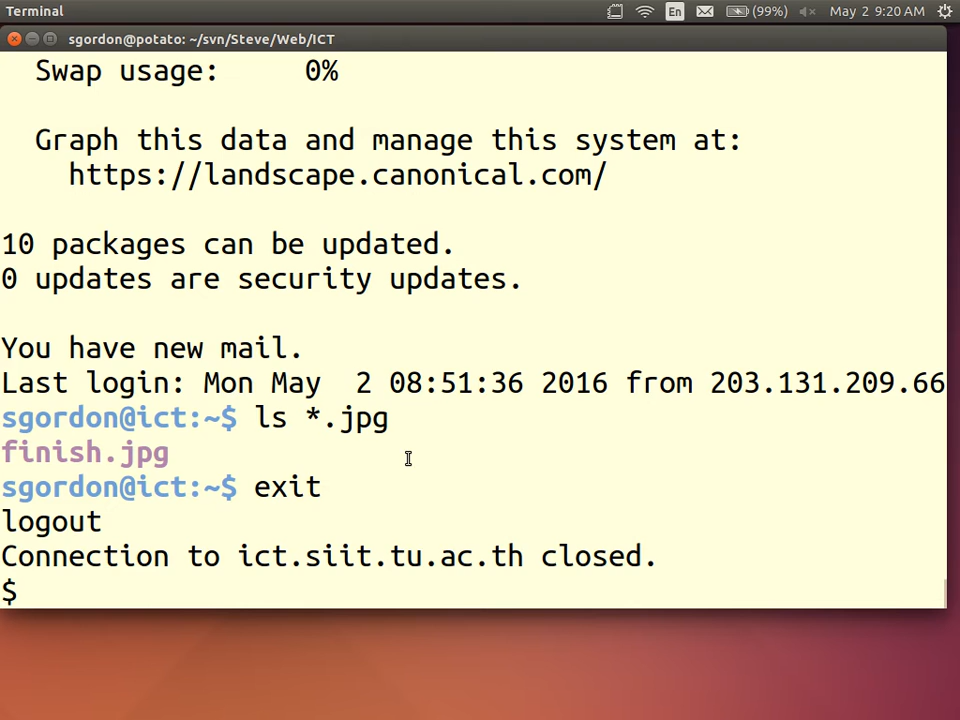 Terminal
En
(99%)
May 2 9:20 AM
sgordon@potato: ~/svn/Steve/Web/ICT
Swap usage:     0%
Graph this data and manage this system at:
https://landscape.canonical.com/
10 packages can be updated.
0 updates are security updates.
You have new mail.
Last login: Mon May  2 08:51:36 2016 from 203.131.209.66
sgordon@ict:~$ ls *.jpg
finish.jpg
sgordon@ict:~$ exit
logout
Connection to ict.siit.tu.ac.th closed.
$